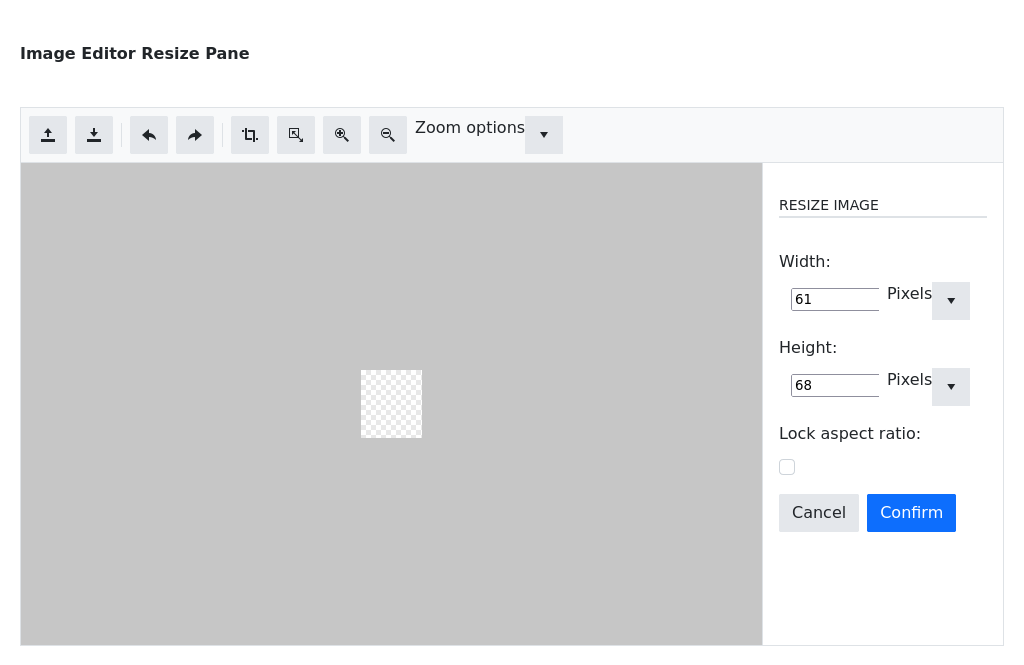 Image Editor Resize Pane
Zoom options
RESIZE IMAGE
Width:
61 Pixels
Height:
68 Pixels
Lock aspect ratio:
Cancel Confirm